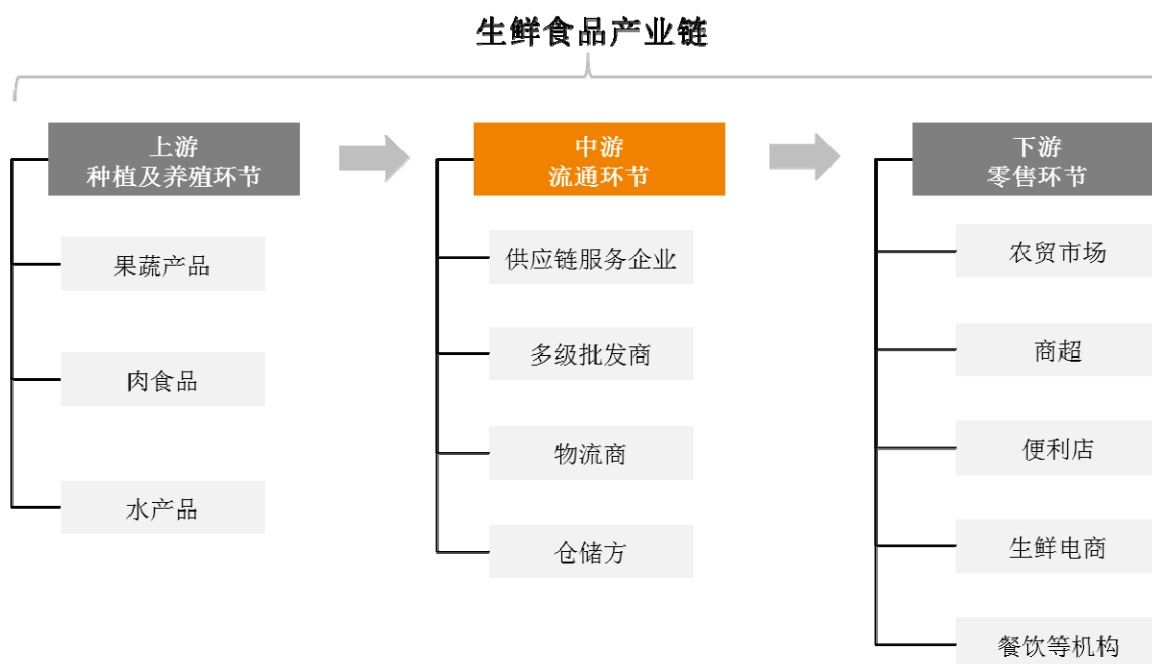 生鲜食品产业链
上游
种植及养殖环节
果蔬产品
肉食品
水产品
中游
流通环节
供应链服务企业
多级批发商
物流商
仓储方
下游
零售环节
农贸市场
商超
便利店
生鲜电商
餐饮等机构